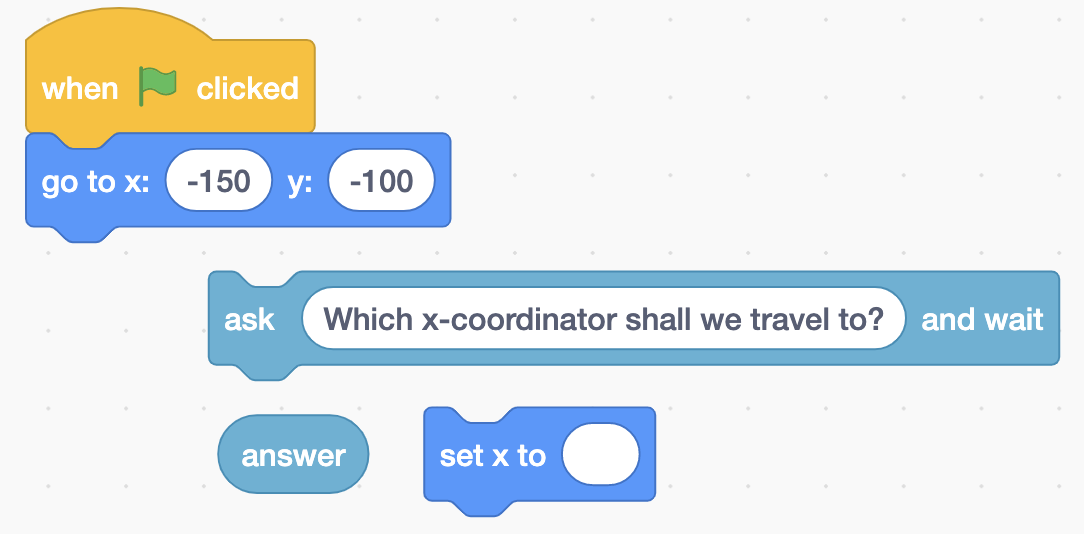 when clicked
go to x: -150 y: -100
ask Which x-coordinator shall we travel to? and wait
answer set x to